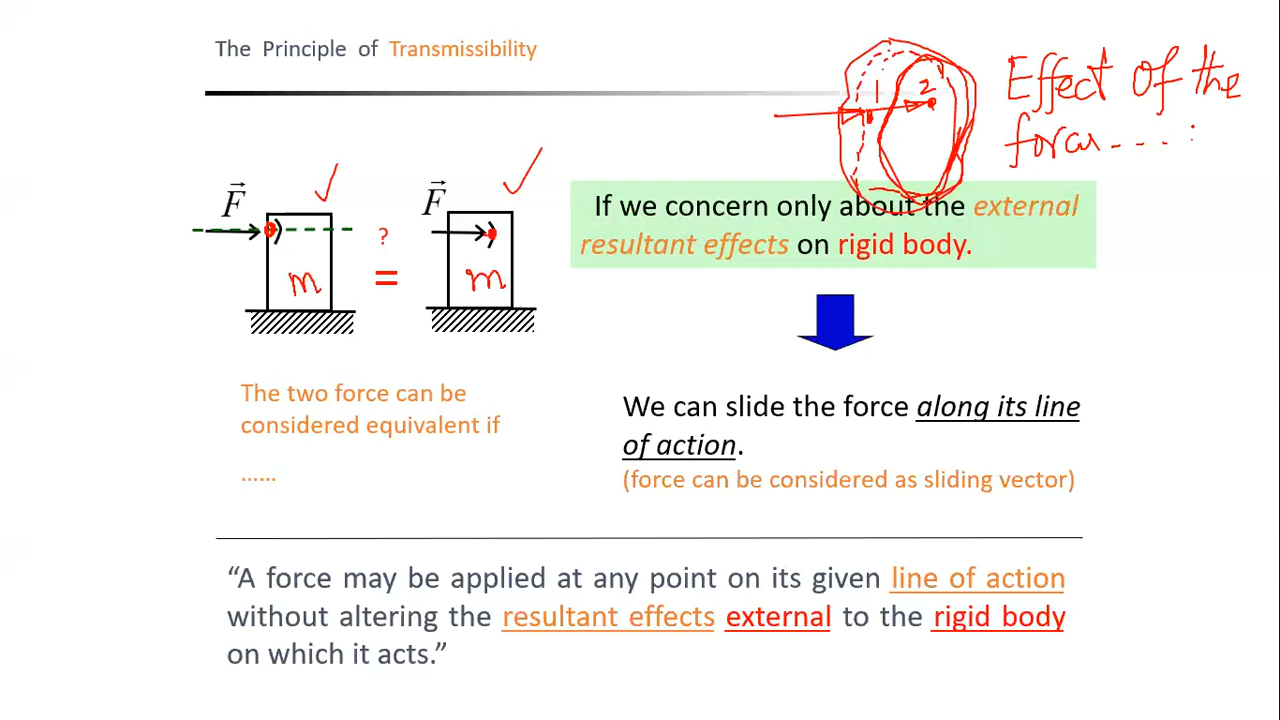 The Principle of Transmissibility
1 2
Effect Of the
force....
F F
?
=
m m
If we concern only about the external
resultant effects on rigid body.
The two force can be
considered equivalent if
......
We can slide the force along its line
of action.
(force can be considered as sliding vector)
“A force may be applied at any point on its given line of action
without altering the resultant effects external to the rigid body
on which it acts.”